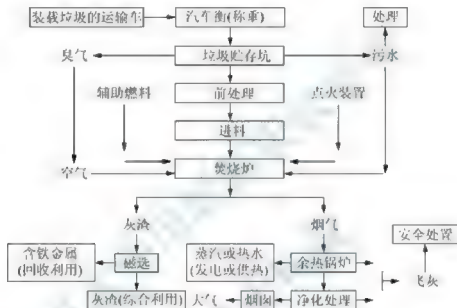 装载垃圾的运输车
汽车衡(称重)
处理
臭气
垃圾贮存坑
污水
辅助燃料
前处理
点火装置
进料
空气
焚烧炉
灰渣
烟气
安全处置
含铁金属
(回收利用)
磁选
蒸汽或热水
(发电或供热)
余热锅炉
飞灰
灰渣(综合利用)
大气
烟囱
净化处理